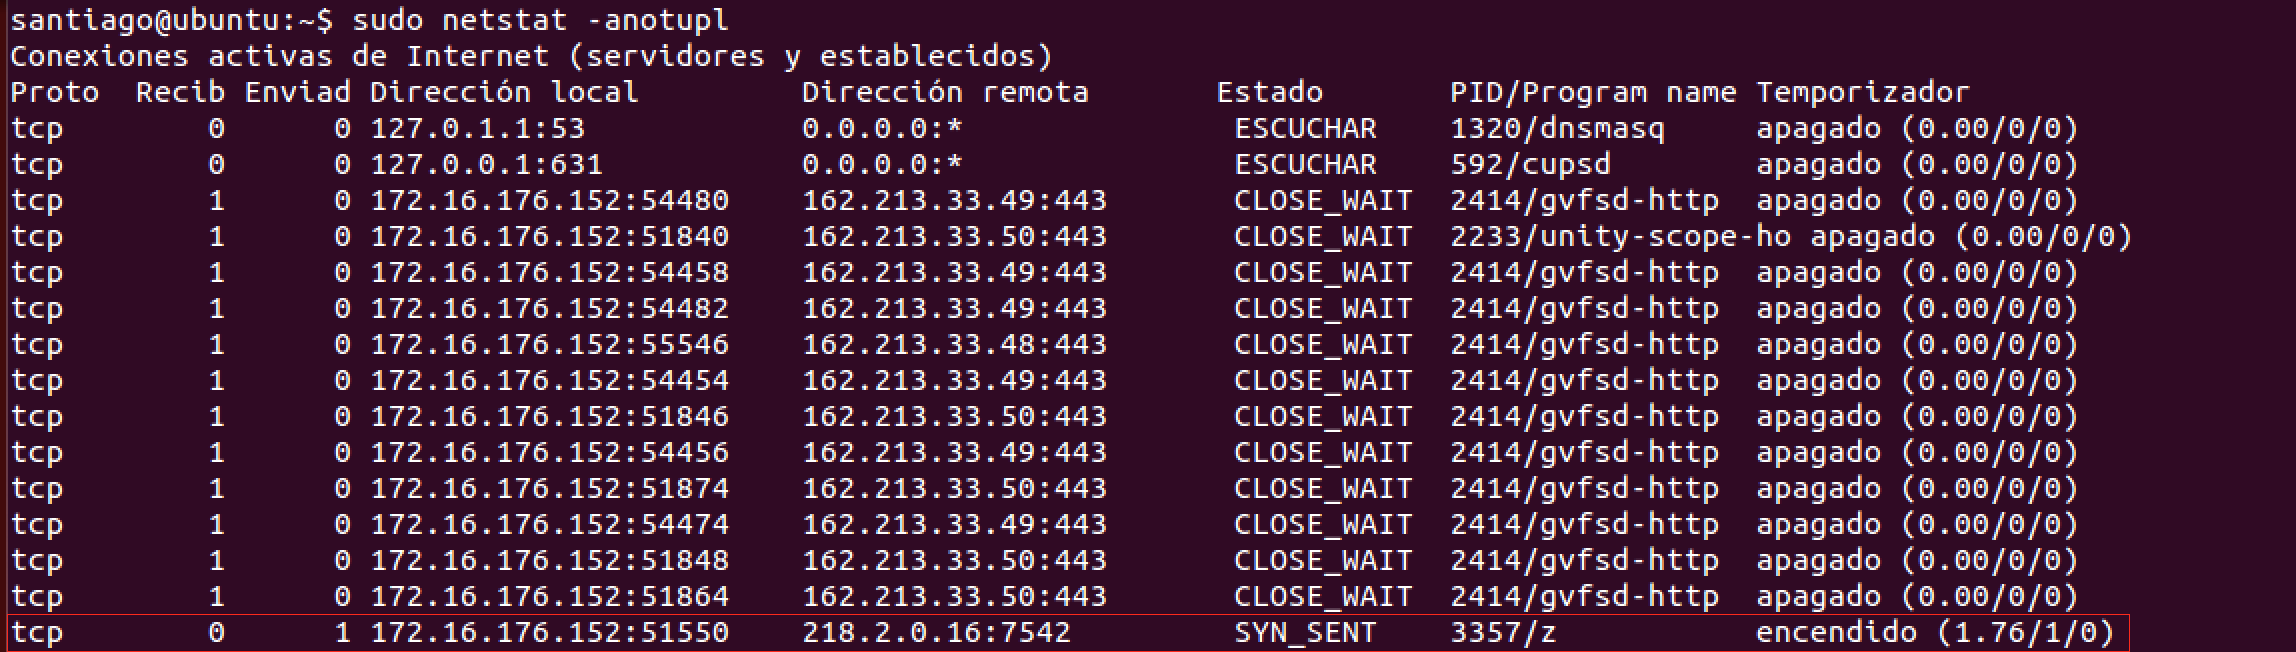 santiago@ubuntu:~$ sudo netstat -anotupl
Conexiones activas de Internet (servidores y establecidos)
Proto  Recib Enviad Dirección local         Dirección remota       Estado       PID/Program name Temporizador
tcp        0      0 127.0.1.1:53            0.0.0.0:*               ESCUCHAR    1320/dnsmasq     apagado (0.00/0/0)
tcp        0      0 127.0.0.1:631           0.0.0.0:*               ESCUCHAR    592/cupsd        apagado (0.00/0/0)
tcp        1      0 172.16.176.152:54480    162.213.33.49:443       CLOSE_WAIT  2414/gvfsd-http  apagado (0.00/0/0)
tcp        1      0 172.16.176.152:51840    162.213.33.50:443       CLOSE_WAIT  2233/unity-scope-ho apagado (0.00/0/0)
tcp        1      0 172.16.176.152:54458    162.213.33.49:443       CLOSE_WAIT  2414/gvfsd-http  apagado (0.00/0/0)
tcp        1      0 172.16.176.152:54482    162.213.33.49:443       CLOSE_WAIT  2414/gvfsd-http  apagado (0.00/0/0)
tcp        1      0 172.16.176.152:55546    162.213.33.48:443       CLOSE_WAIT  2414/gvfsd-http  apagado (0.00/0/0)
tcp        1      0 172.16.176.152:54454    162.213.33.49:443       CLOSE_WAIT  2414/gvfsd-http  apagado (0.00/0/0)
tcp        1      0 172.16.176.152:51846    162.213.33.50:443       CLOSE_WAIT  2414/gvfsd-http  apagado (0.00/0/0)
tcp        1      0 172.16.176.152:54456    162.213.33.49:443       CLOSE_WAIT  2414/gvfsd-http  apagado (0.00/0/0)
tcp        1      0 172.16.176.152:51874    162.213.33.50:443       CLOSE_WAIT  2414/gvfsd-http  apagado (0.00/0/0)
tcp        1      0 172.16.176.152:54474    162.213.33.49:443       CLOSE_WAIT  2414/gvfsd-http  apagado (0.00/0/0)
tcp        1      0 172.16.176.152:51848    162.213.33.50:443       CLOSE_WAIT  2414/gvfsd-http  apagado (0.00/0/0)
tcp        1      0 172.16.176.152:51864    162.213.33.50:443       CLOSE_WAIT  2414/gvfsd-http  apagado (0.00/0/0)
tcp        0      1 172.16.176.152:51550    218.2.0.16:7542         SYN_SENT    3357/z           encendido (1.76/1/0)